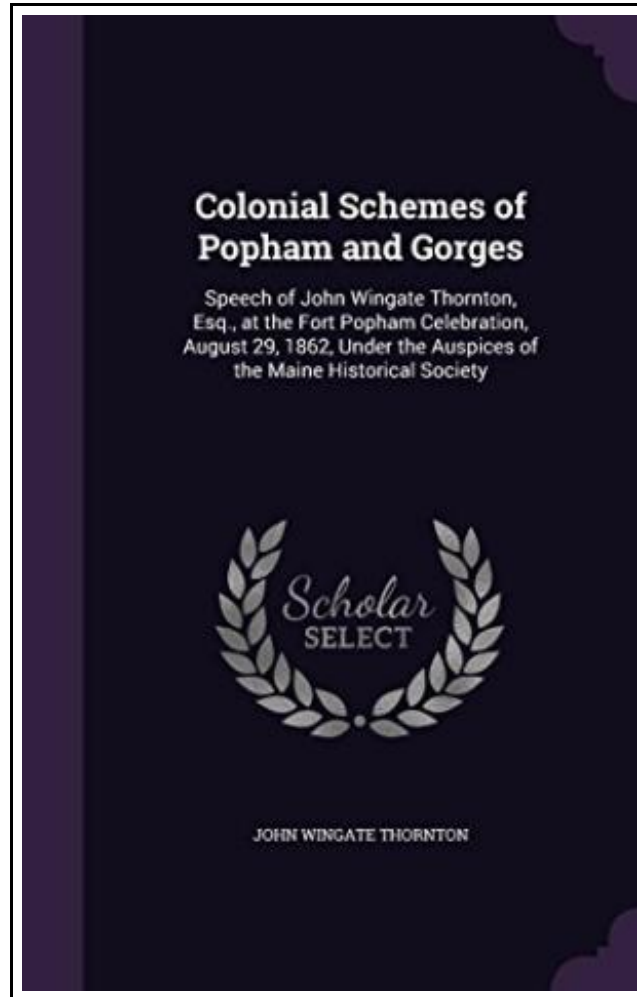 Colonial Schemes of
Popham and Gorges
Speech of John Wingate Thornton,
Esq., at the Fort Popham Celebration,
August 29, 1862, Under the Auspices of
the Maine Historical Society
Scholar
SELECT
JOHN WINGATE THORNTON